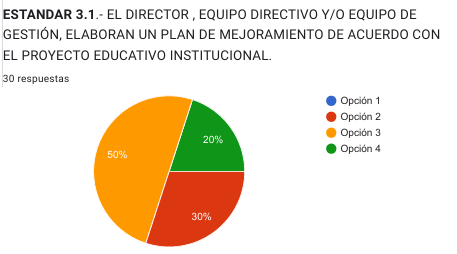 ESTANDAR 3.1.- EL DIRECTOR , EQUIPO DIRECTIVO Y/O EQUIPO DE
GESTIÓN, ELABORAN UN PLAN DE MEJORAMIENTO DE ACUERDO CON
EL PROYECTO EDUCATIVO INSTITUCIONAL.
30 respuestas
Opción 1
Opción 2
Opción 3
Opción 4
50%
20%
30%